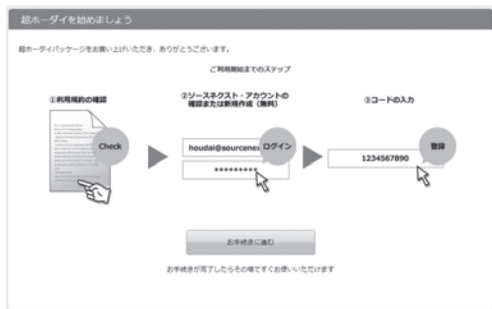 超ホーダイを始めましょう
超ホーダイパッケージをお買い上げいただき、ありがとうございます。
ご利用開始までのステップ
①利用規約の確認
②ソースネクスト・アカウントの
確認または新規作成（無料）
③コードの入力
Check
houdai@sourcenex
ログイン
*********
1234567890
登録
お手続きに進む
お手続きが完了したらその場ですぐお使いいただけます